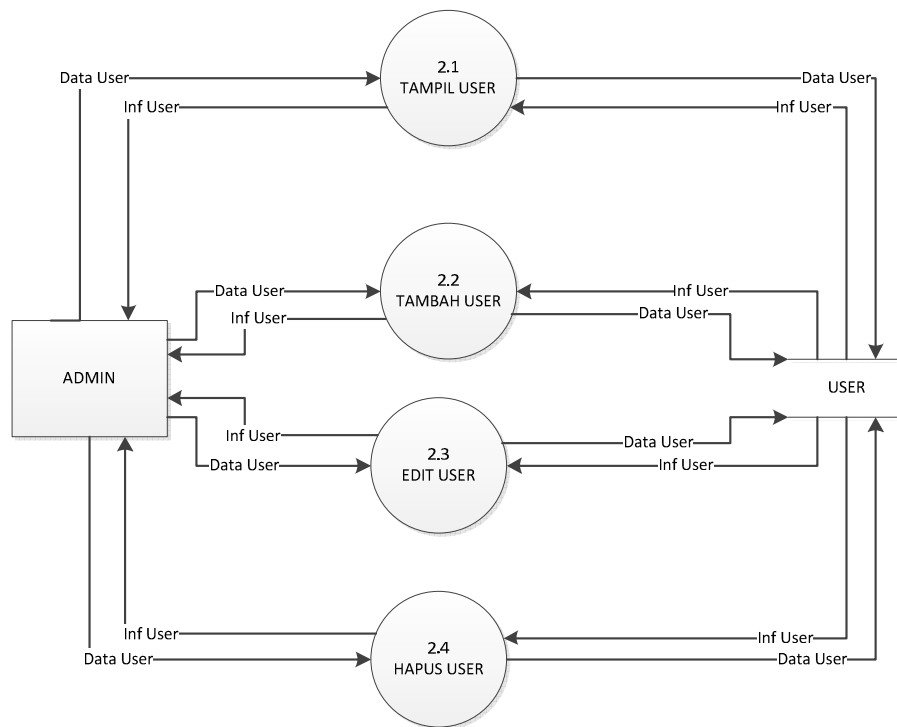 2.1
TAMPIL USER
Data User
Data User
Inf User
Inf User
2.2
TAMBAH USER
Data User
Inf User
Inf User
Data User
ADMIN
USER
2.3
EDIT USER
Inf User
Data User
Data User
Inf User
2.4
HAPUS USER
Inf User
Inf User
Data User
Data User